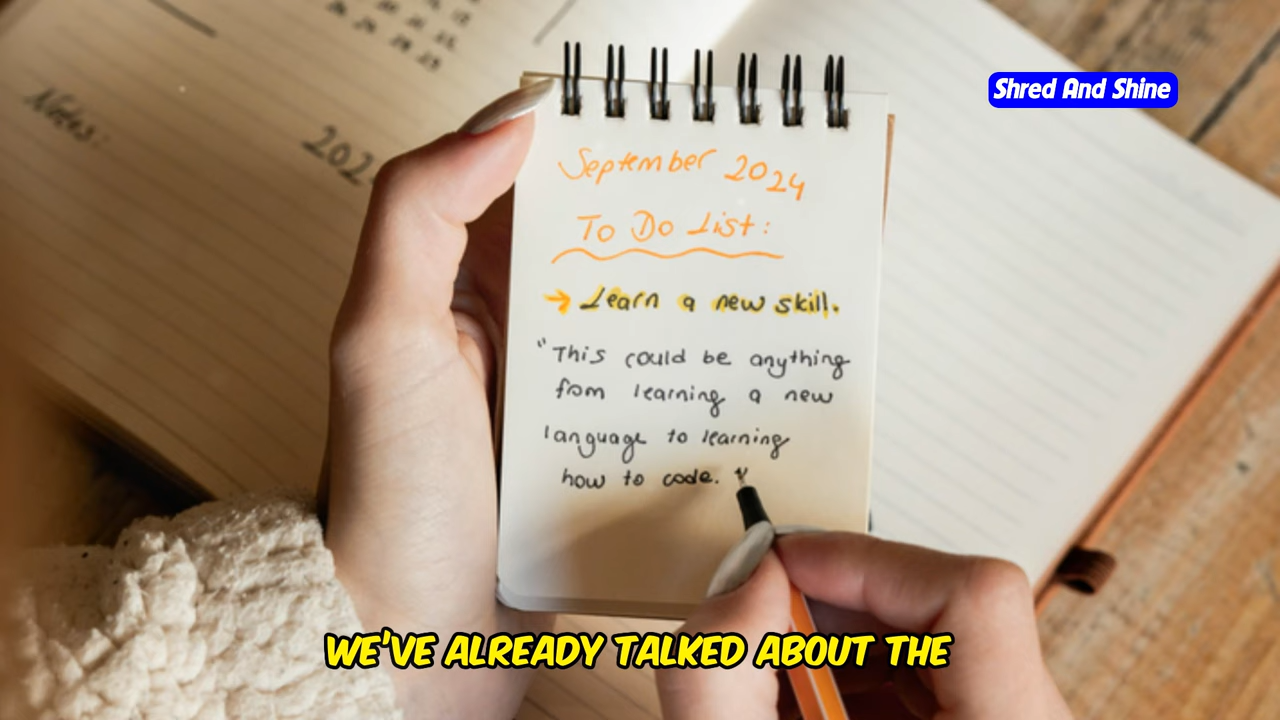 Shred And Shine
Notes:
202
September 2024
To Do List:
→ Learn a new skill.
"This could be anything
from learning a new
language to learning
how to code."
WE'VE ALREADY TALKED ABOUT THE